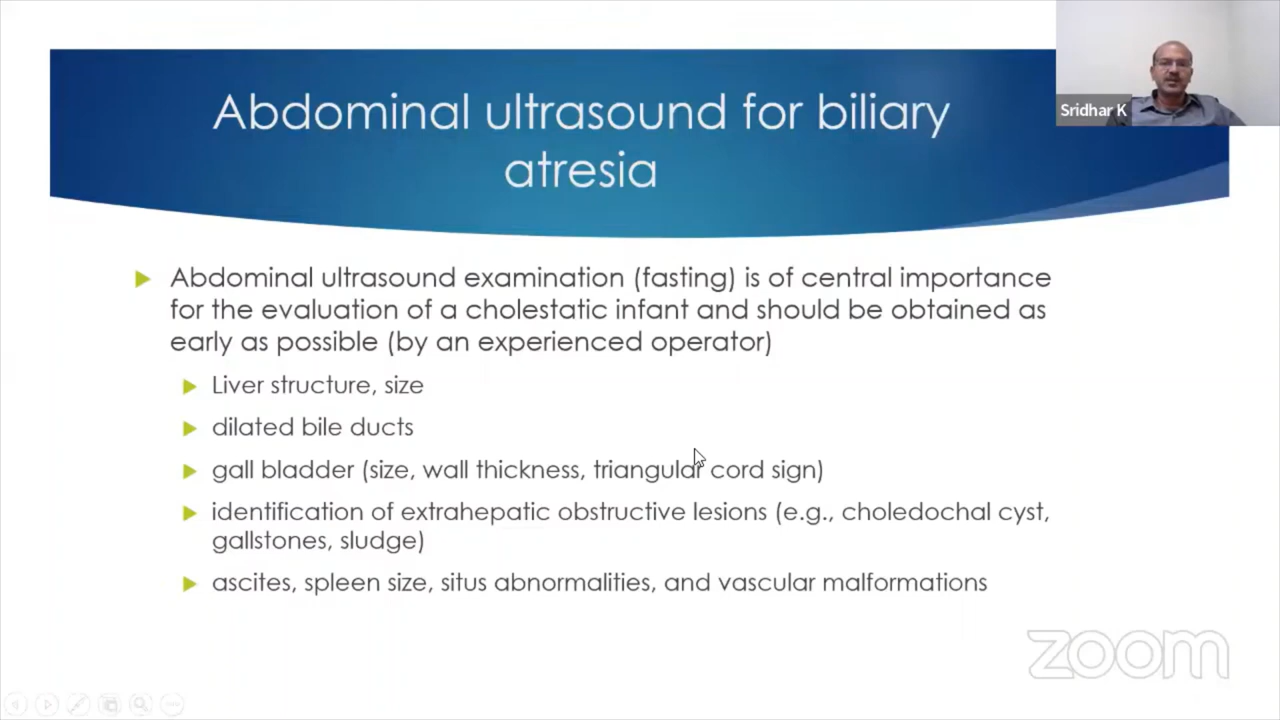 Abdominal ultrasound for biliary
atresia
Sridhar K
Abdominal ultrasound examination (fasting) is of central importance
for the evaluation of a cholestatic infant and should be obtained as
early as possible (by an experienced operator)
Liver structure, size
dilated bile ducts
gall bladder (size, wall thickness, triangular cord sign)
identification of extrahepatic obstructive lesions (e.g., choledochal cyst,
gallstones, sludge)
ascites, spleen size, situs abnormalities, and vascular malformations
zoom